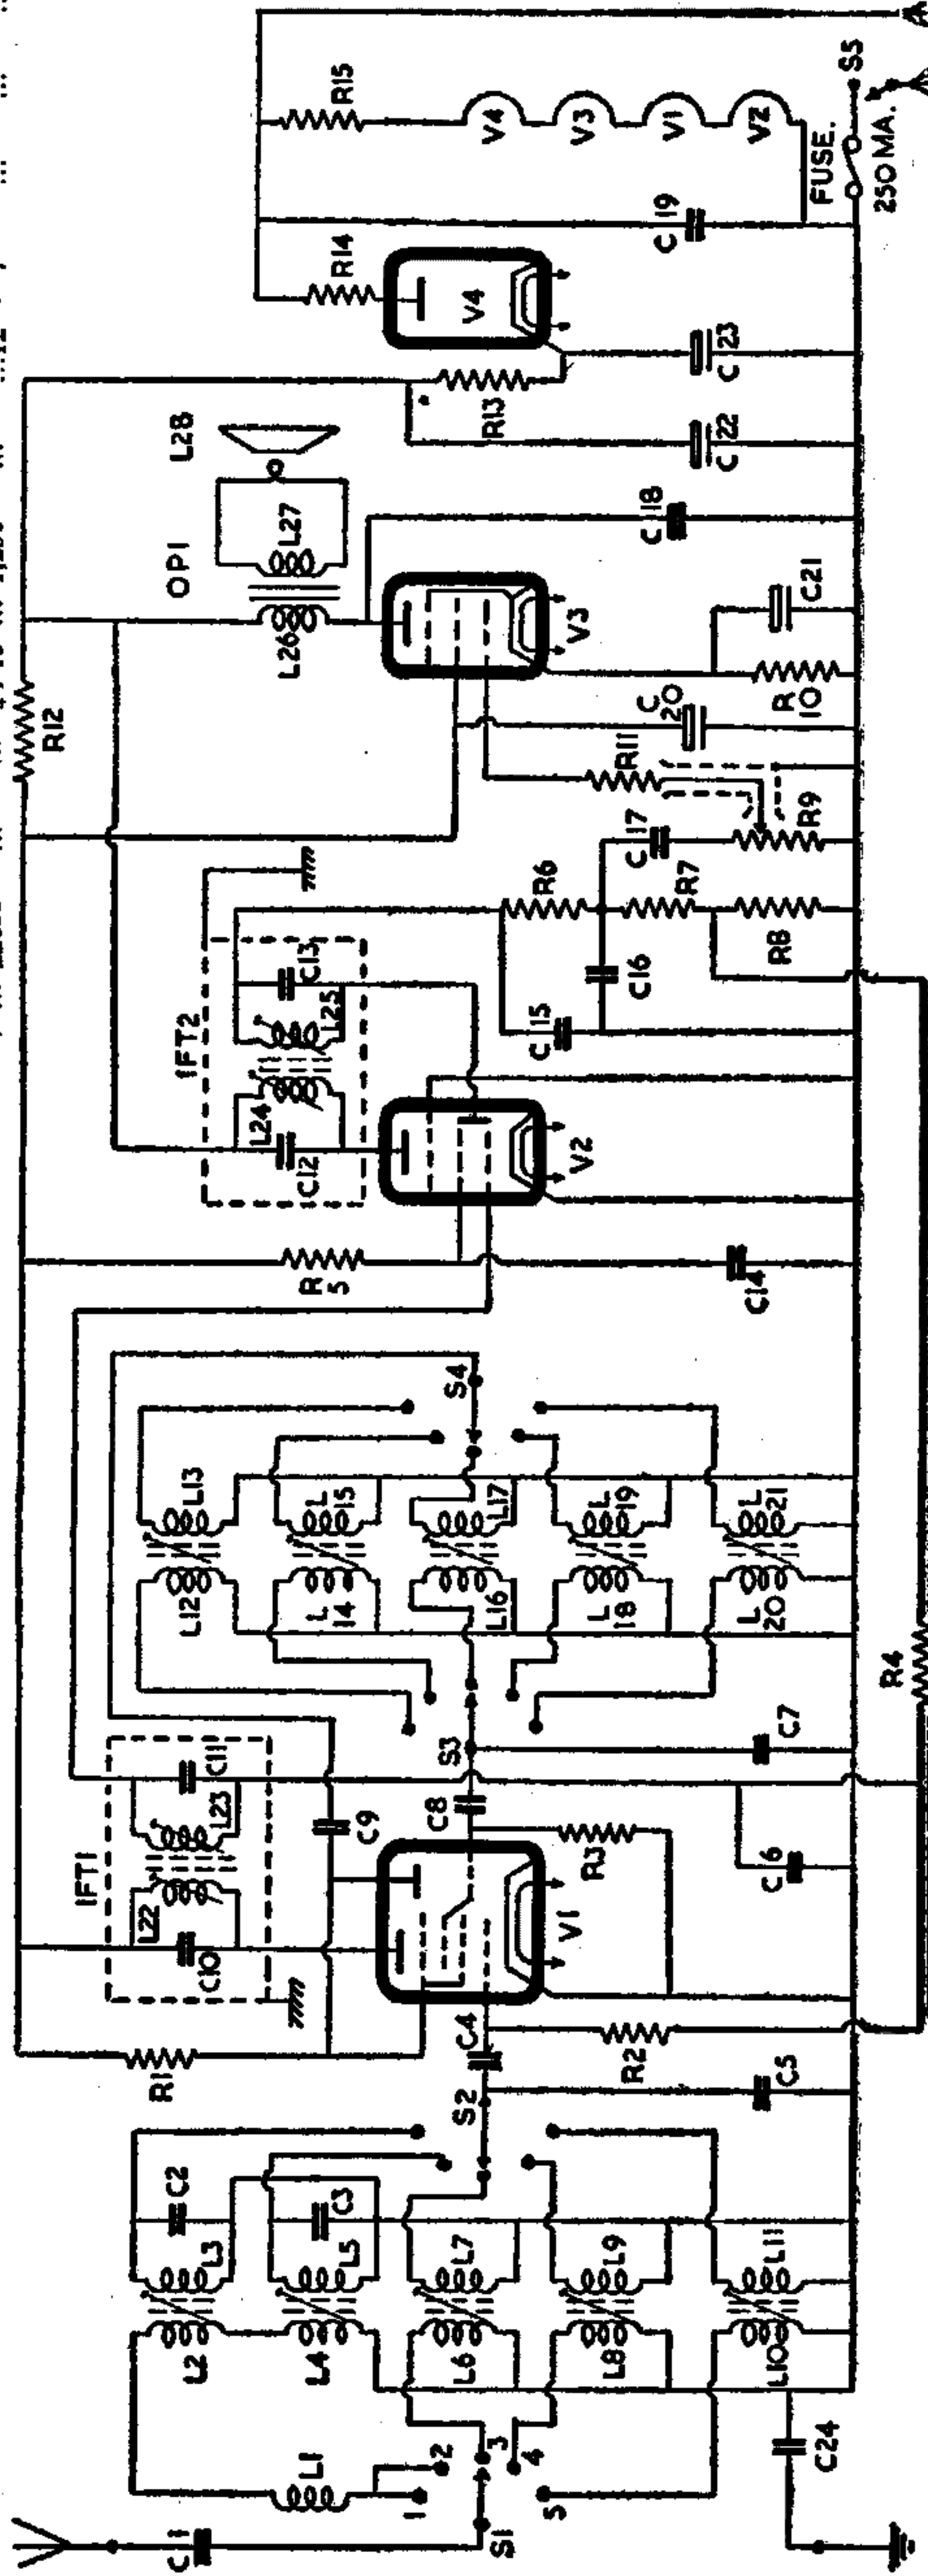 C1
S1
1
2
3
4
5
L1
L2
L3
C2
L4
L5
C3
L6
L7
L8
L9
L10
L11
C24
S2
C4
C5
R1
R2
IFT1
L22
L23
C10
C11
C9
V1
C8
R3
S3
C6
C7
R4
L12
L13
L14
L15
L16
L17
L18
L19
L20
L21
S4
R5
C14
IFT2
L24
L25
C12
C13
V2
C15
C16
R6
R7
R8
C17
R9
R11
C20
R12
OP1
L26
L27
L28
V3
R10
C21
C18
C22
R13
C23
V4
R14
C19
R15
V4
V3
V1
V2
FUSE.
250MA.
S5